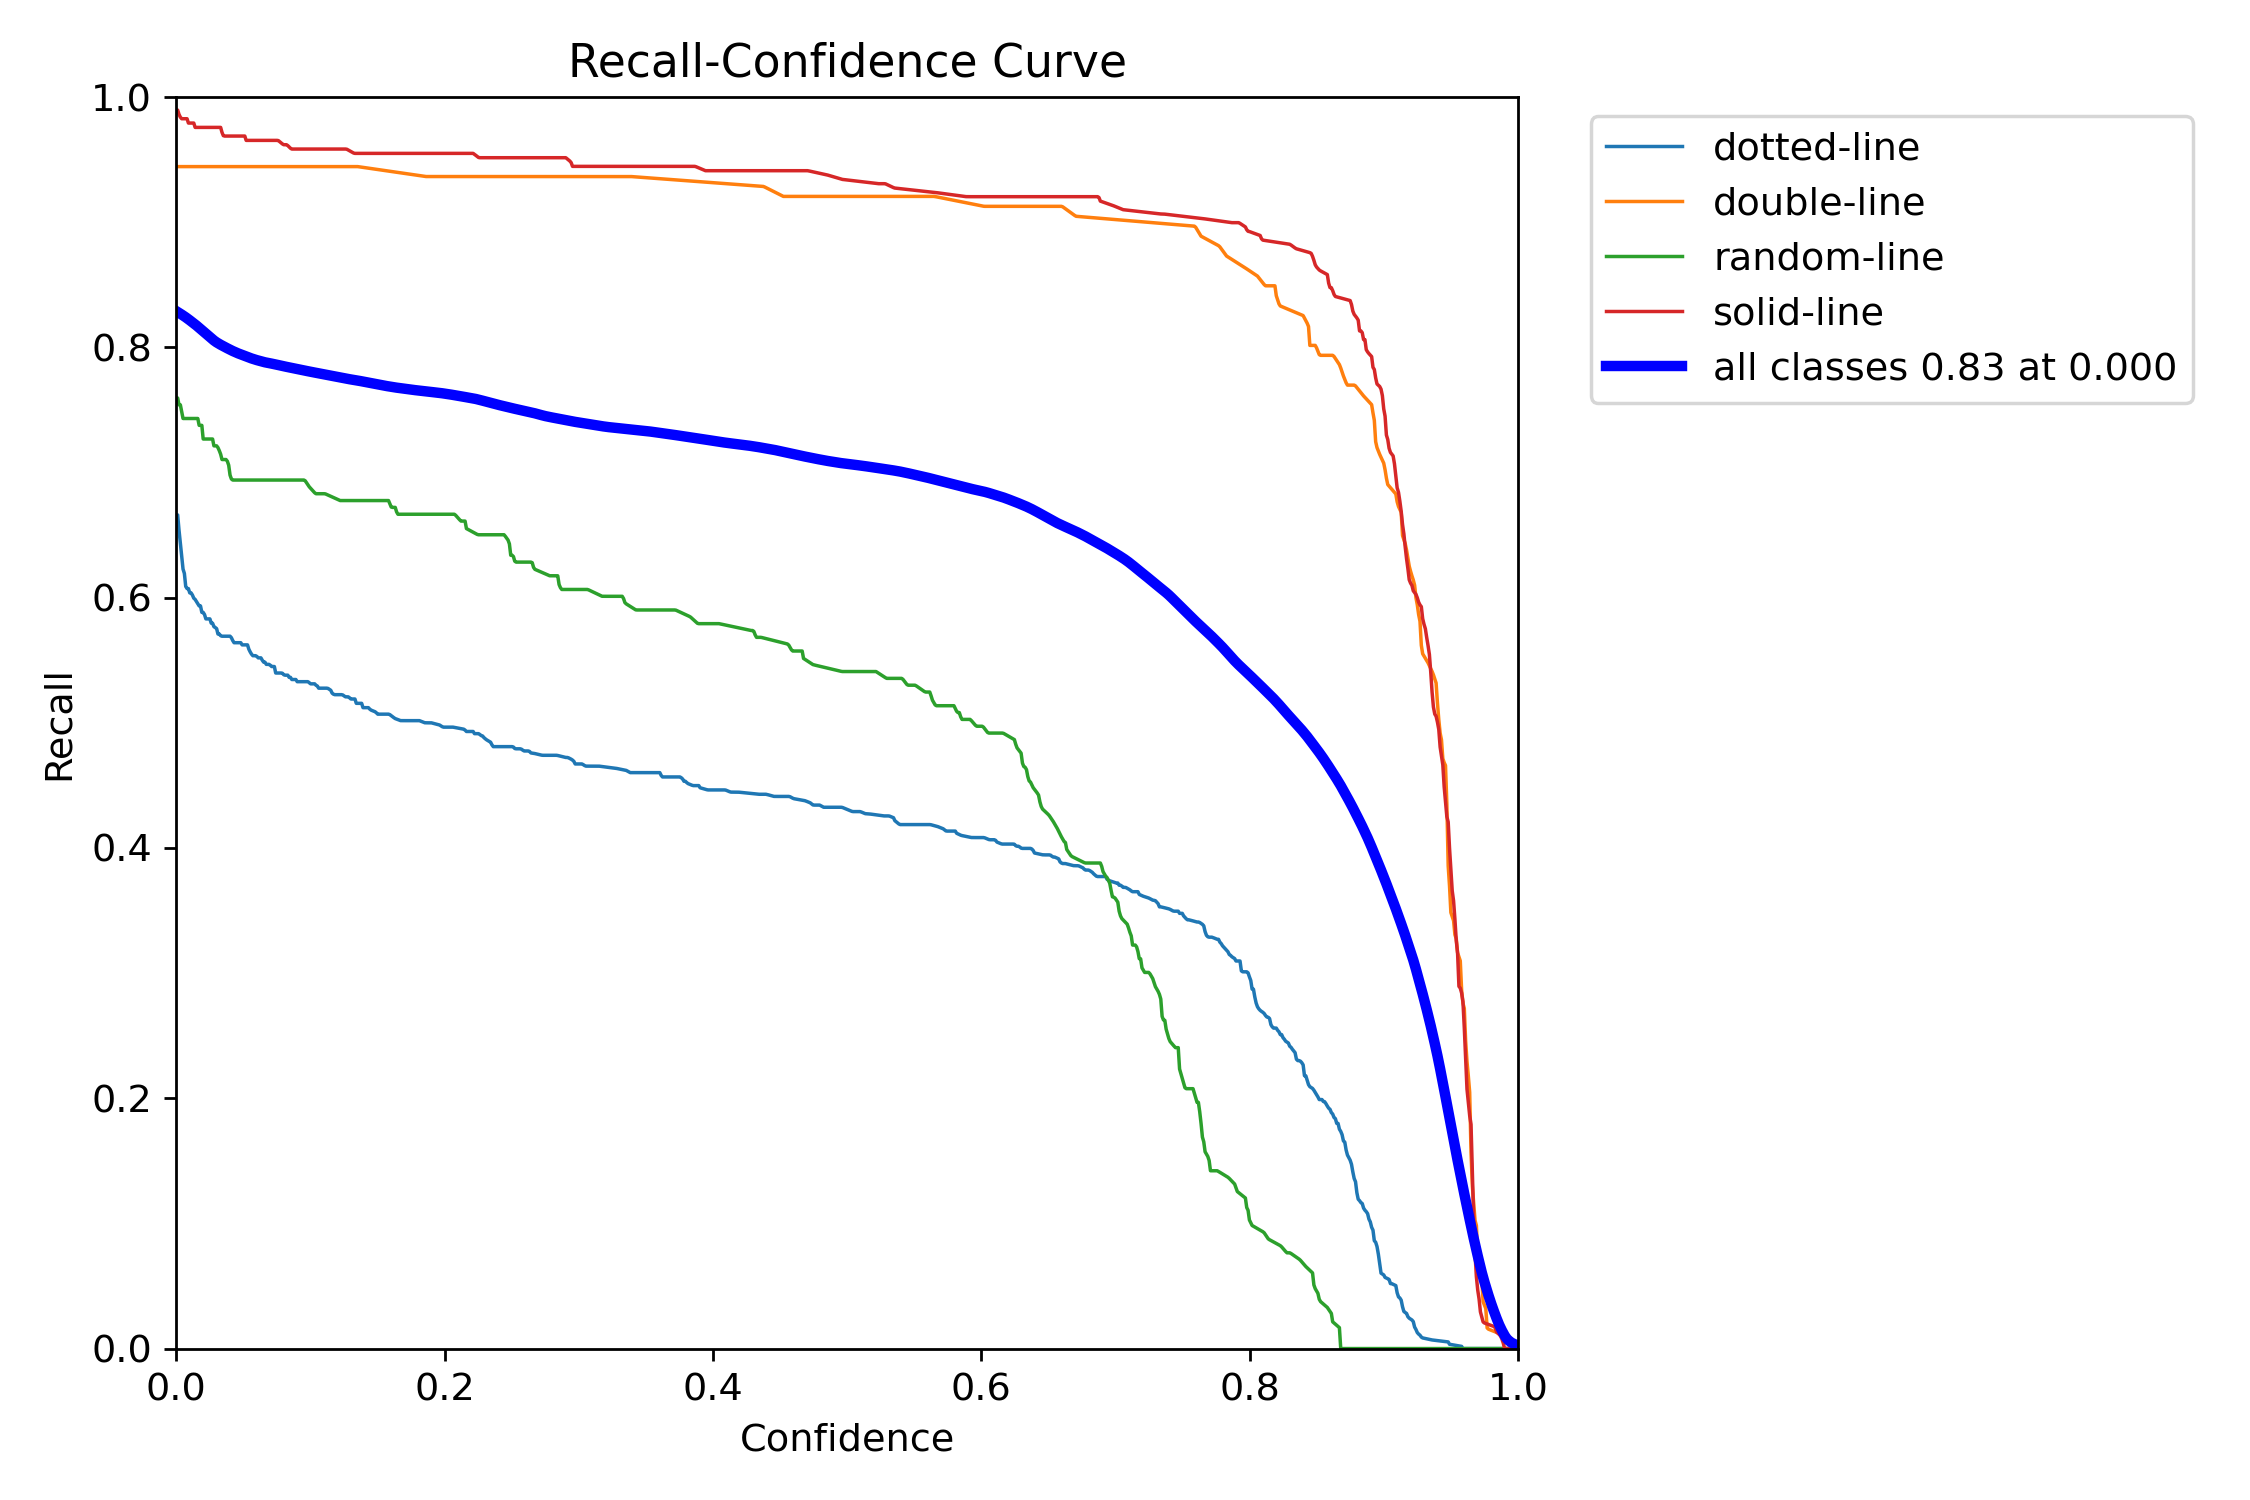 Recall-Confidence Curve
1.0
0.8
0.6
0.4
0.2
0.0
Recall
0.0 0.2 0.4 0.6 0.8 1.0
Confidence
dotted-line
double-line
random-line
solid-line
all classes 0.83 at 0.000